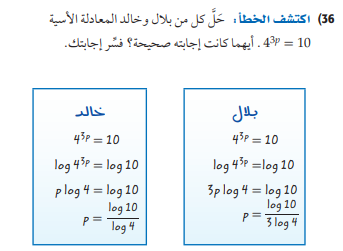 36) اكتشف الخطأ: حَلَّ كل من بلال وخالد المعادلة الأسية
4^{3p} = 10 . أيهما كانت إجابته صحيحة؟ فسِّر إجابتك.
بلال
4^{3p} = 10
log 4^{3p} = log 10
3p log 4 = log 10
p = \frac{log 10}{3 log 4}
خالد
4^{3p} = 10
log 4^{3p} = log 10
p log 4 = log 10
p = \frac{log 10}{log 4}